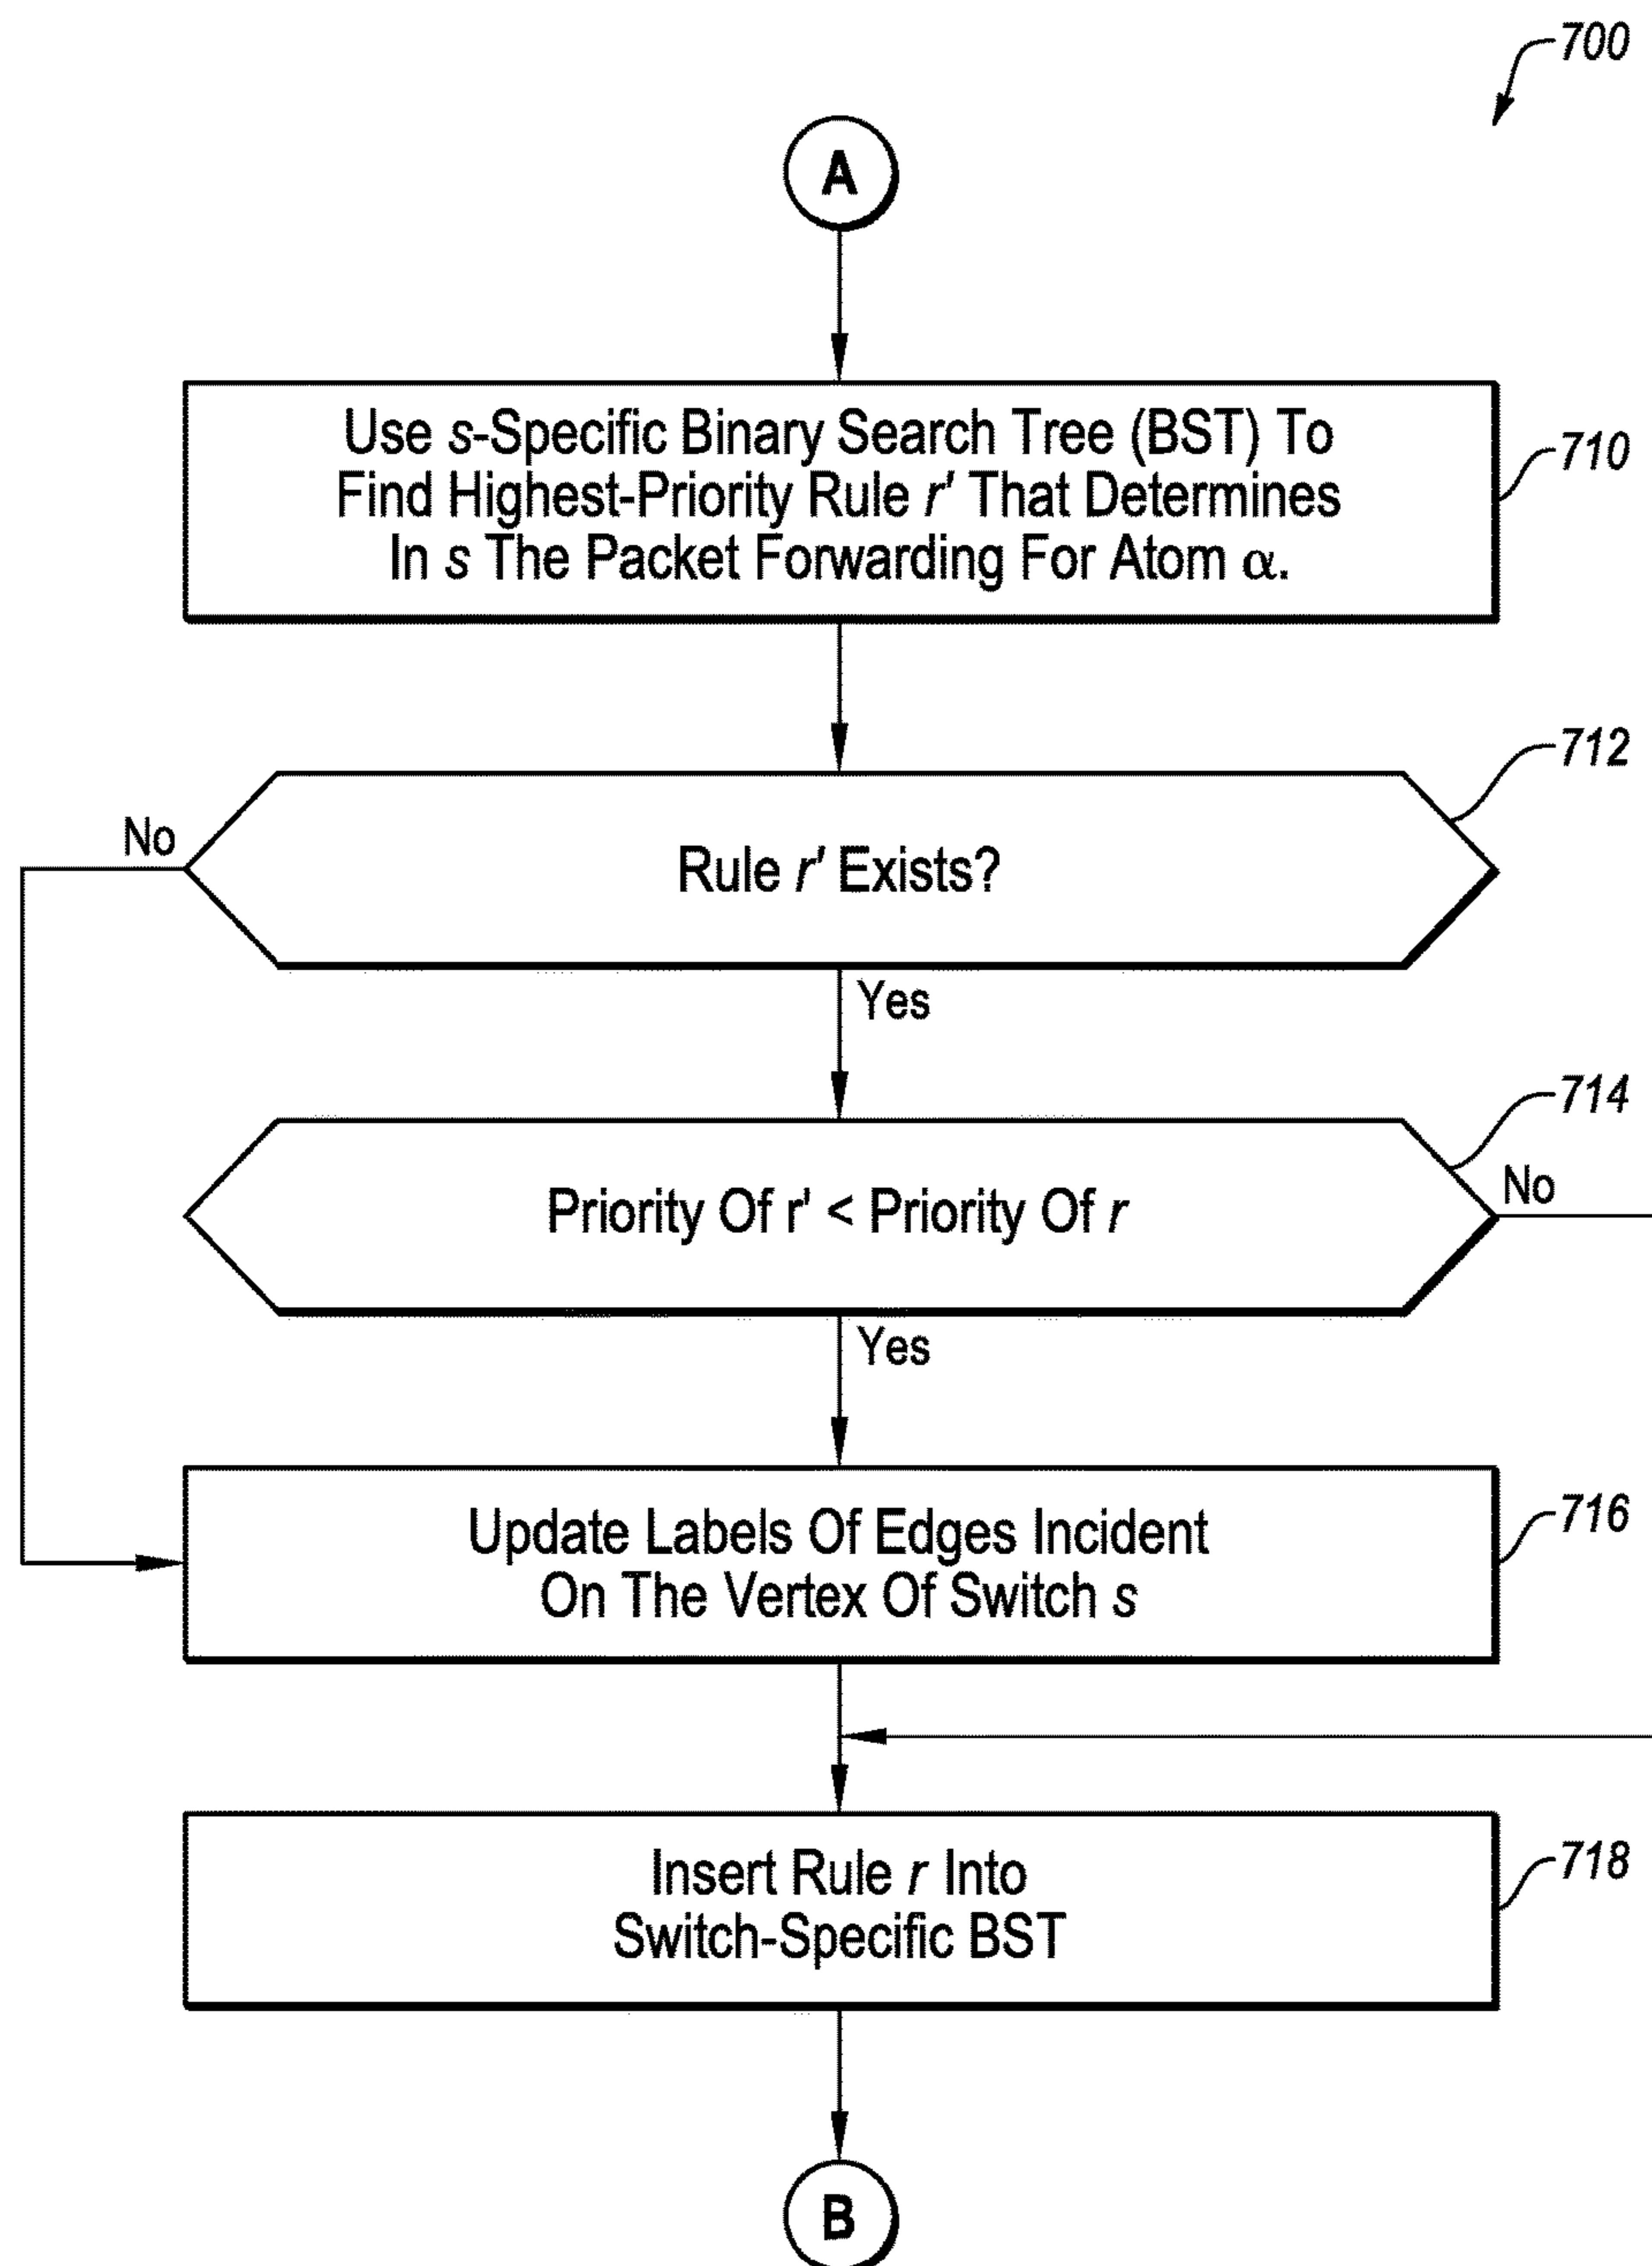 700
A
Use s-Specific Binary Search Tree (BST) To
Find Highest-Priority Rule r' That Determines
In s The Packet Forwarding For Atom α.
710
712
No
Rule r' Exists?
Yes
714
No
Priority Of r' < Priority Of r
Yes
Update Labels Of Edges Incident
On The Vertex Of Switch s
716
Insert Rule r Into
Switch-Specific BST
718
B